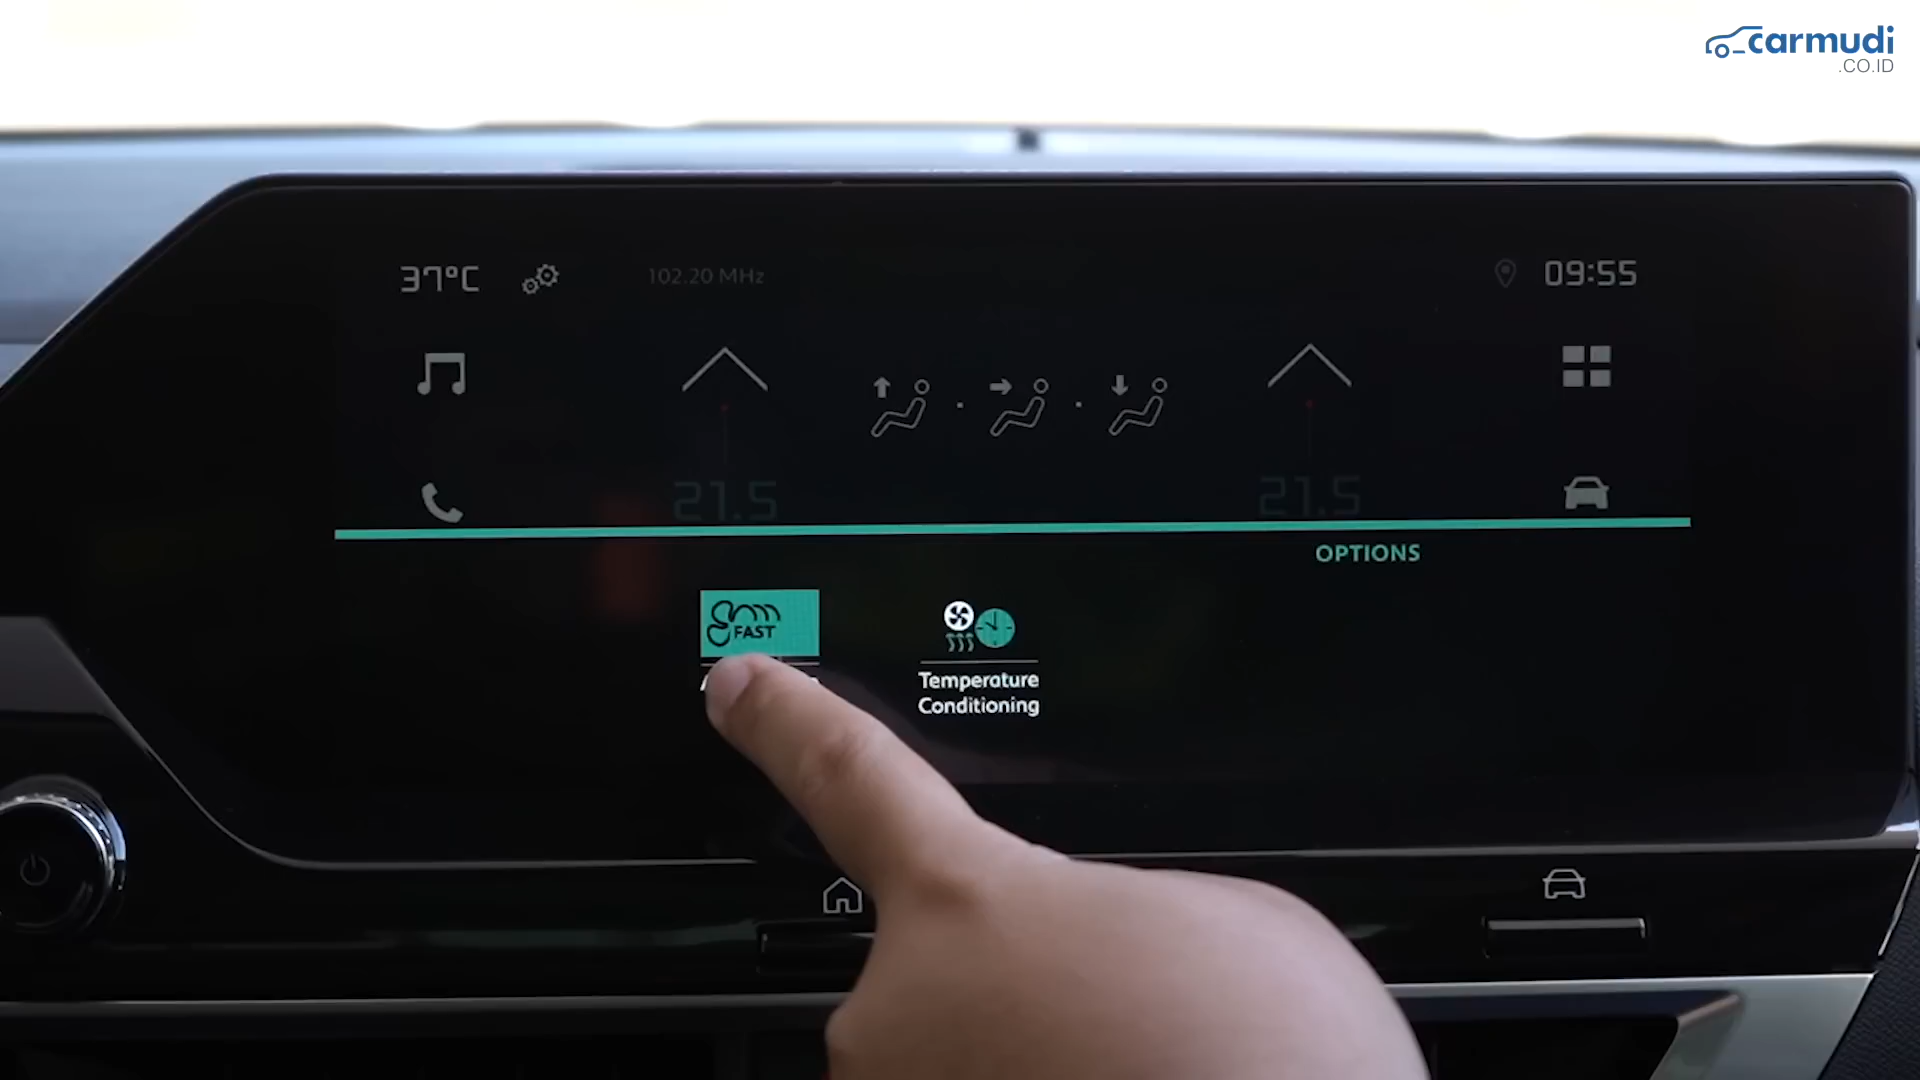 carmudi
.CO.ID
37°C
102.20 MHz
09:55
21.5
21.5
OPTIONS
FAST
Temperature
Conditioning